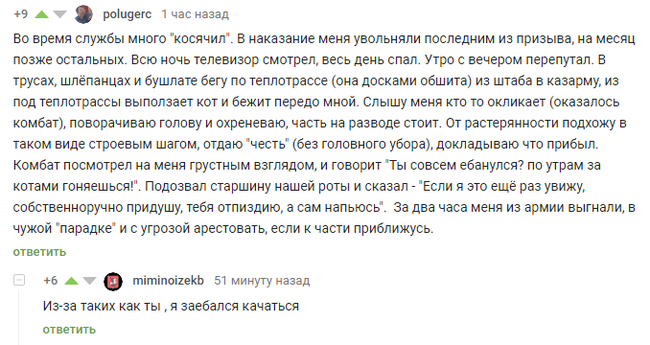 +9 polugerc 1 час назад
Во время службы много "косячил". В наказание меня увольняли последним из призыва, на месяц
позже остальных. Всю ночь телевизор смотрел, весь день спал. Утро с вечером перепутал. В
трусах, шлёпанцах и бушлате бегу по теплотрассе (она досками обшита) из штаба в казарму, из
под теплотрассы выползает кот и бежит передо мной. Слышу меня кто то окликает (оказалось
комбат), поворачиваю голову и охреневаю, часть на разводе стоит. От растерянности подхожу в
таком виде строевым шагом, отдаю "честь" (без головного убора), докладываю что прибыл.
Комбат посмотрел на меня грустным взглядом, и говорит "Ты совсем ебанулся? по утрам за
котами гоняешься!". Подозвал старшину нашей роты и сказал - "Если я это ещё раз увижу,
собственноручно придушу, тебя отпиздию, а сам напьюсь". За два часа меня из армии выгнали, в
чужой "парадке" и с угрозой арестовать, если к части приближусь.
ответить
+6 miminoizekb 51 минуту назад
Из-за таких как ты , я заебался качаться
ответить